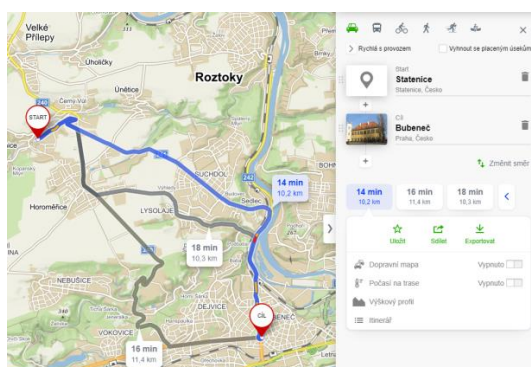 Velké
Přílepy
Úholičky
Roztoky
Únětice
Černý Vůl
240
START
SUCHDOL
242
Sedlec
14 min
10,2 km
Horoměřice
LYSOLAJE
18 min
10,3 km
NEBUŠICE
DEJVICE
CÍL
VOKOVICE
16 min
11,4 km
Rychlá s provozem
Vyhnout se placeným úsekům
Start
Statenice
Statenice, Česko
Cíl
Bubeneč
Praha, Česko
Změnit směr
14 min
10,2 km
16 min
11,4 km
18 min
10,3 km
Uložit
Sdílet
Exportovat
Dopravní mapa
Vypnuto
Počasí na trase
Vypnuto
Výškový profil
Itinerář